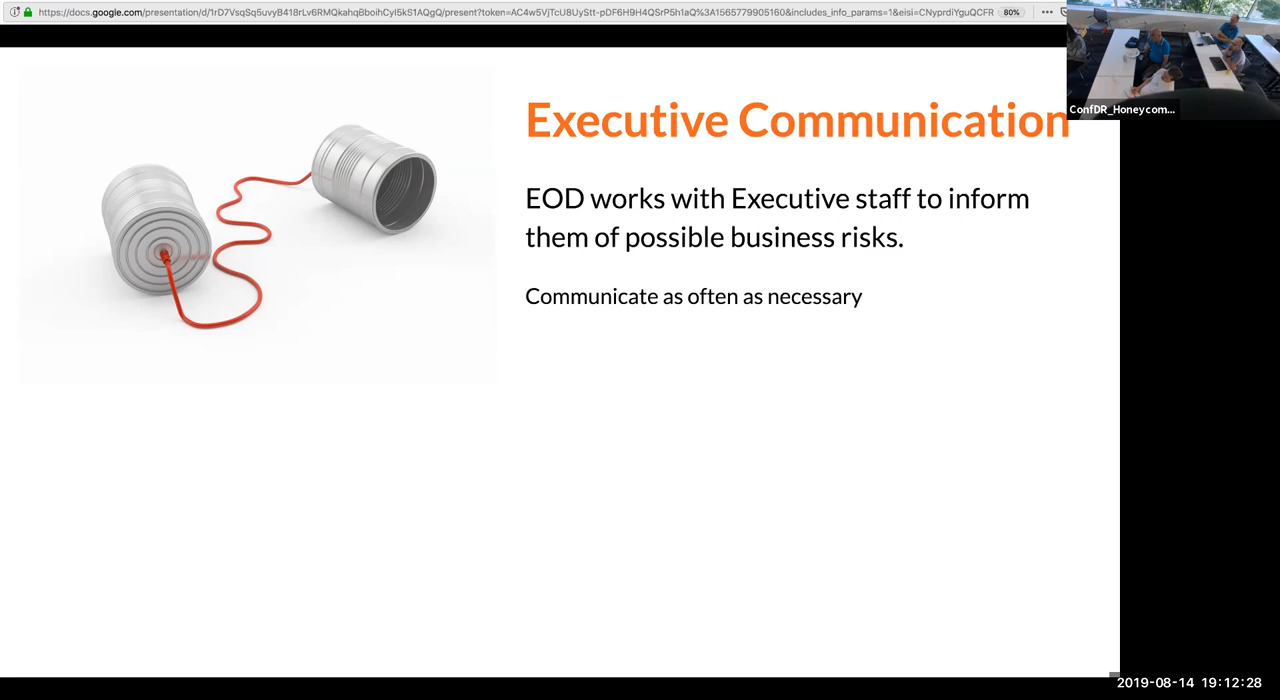 https://docs.google.com/presentation/d/1rD7VsqSq5uvyB418rLv6RMQkahqBboihCyI5kS1AQgQ/present?token=AC4w5VjTcU8UyStt-pDF6H9H4QSrP5h1aQ%3A1565779905160&includes_info_params=1&eisi=CNyprdiYguQCFR 80%
ConfDR_Honeycom...
Executive Communication
EOD works with Executive staff to inform
them of possible business risks.
Communicate as often as necessary
2019-08-14 19:12:28